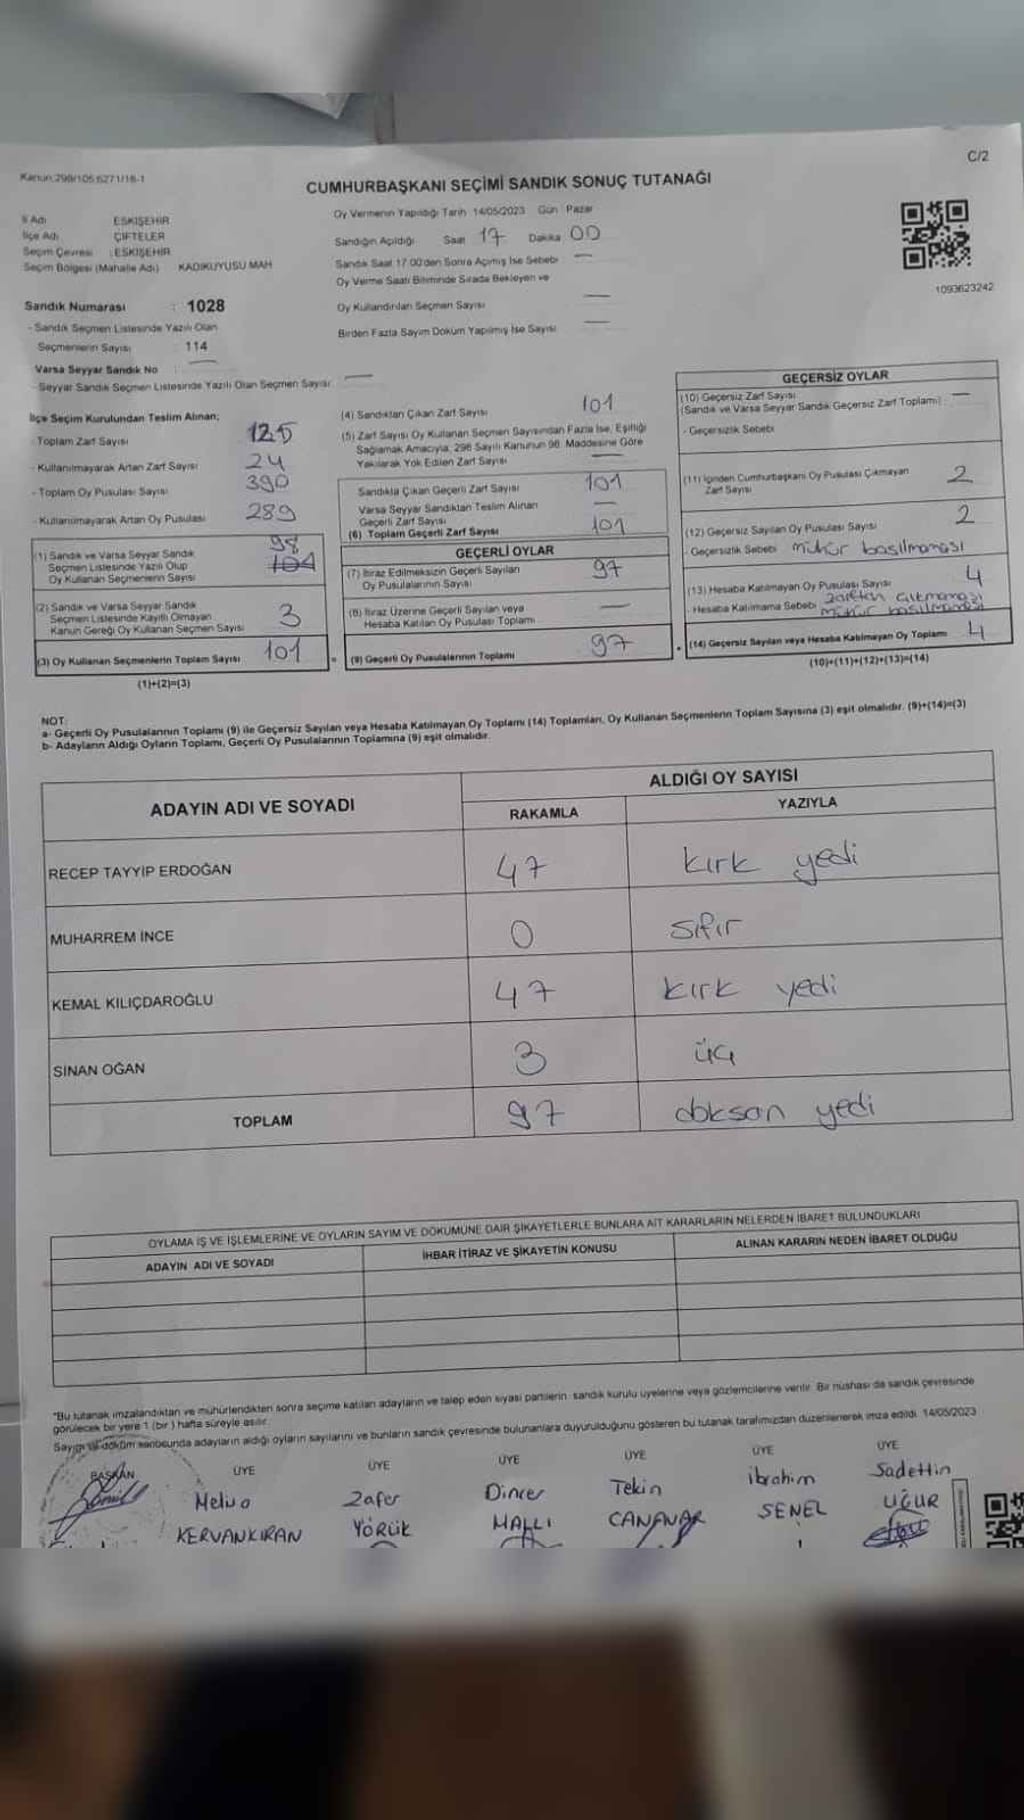 Kanun:298/105 6271/18-1
C/2
CUMHURBAŞKANI SEÇİMİ SANDIK SONUÇ TUTANAĞI
İl Adı ESKİŞEHİR
İlçe Adı ÇİFTELER
Seçim Çevresi : ESKİŞEHİR
Seçim Bölgesi (Mahalle Adı) KADIKUYUSU MAH
Oy Vermenin Yapıldığı Tarih 14/05/2023 Gün Pazar
Sandığın Açıldığı Saat 17 Dakika 00
Sandık Saat 17.00'den Sonra Açılmış İse Sebebi —
Oy Verme Saati Bitiminde Sırada Bekleyen ve
Oy Kullandırılan Seçmen Sayısı —
Birden Fazla Sayım Döküm Yapılmış İse Sayısı —
1093623242
Sandık Numarası : 1028
- Sandık Seçmen Listesinde Yazılı Olan
Seçmenlerin Sayısı : 114
Varsa Seyyar Sandık No —
- Seyyar Sandık Seçmen Listesinde Yazılı Olan Seçmen Sayısı —
İlçe Seçim Kurulundan Teslim Alınan;
- Toplam Zarf Sayısı 125
- Kullanılmayarak Artan Zarf Sayısı 24
- Toplam Oy Pusulası Sayısı 390
- Kullanılmayarak Artan Oy Pusulası 289
98
(1) Sandık ve Varsa Seyyar Sandık
Seçmen Listesinde Yazılı Olup 101
Oy Kullanan Seçmenlerin Sayısı
(2) Sandık ve Varsa Seyyar Sandık
Seçmen Listesinde Kayıtlı Olmayan 3
Kanun Gereği Oy Kullanan Seçmen Sayısı
(3) Oy Kullanan Seçmenlerin Toplam Sayısı 101
(1)+(2)=(3)
(4) Sandıktan Çıkan Zarf Sayısı 101
(5) Zarf Sayısı Oy Kullanan Seçmen Sayısından Fazla İse, Eşitliği
Sağlamak Amacıyla, 298 Sayılı Kanunun 98. Maddesine Göre
Yakılarak Yok Edilen Zarf Sayısı —
Sandıkla Çıkan Geçerli Zarf Sayısı 101
Varsa Seyyar Sandıktan Teslim Alınan —
Geçerli Zarf Sayısı
(6) Toplam Geçerli Zarf Sayısı 101
GEÇERLİ OYLAR
(7) İtiraz Edilmeksizin Geçerli Sayılan 97
Oy Pusulalarının Sayısı
(8) İtiraz Üzerine Geçerli Sayılan veya —
Hesaba Katılan Oy Pusulası Toplamı
(9) Geçerli Oy Pusulalarının Toplamı 97
GEÇERSİZ OYLAR
(10) Geçersiz Zarf Sayısı
(Sandık ve Varsa Seyyar Sandık Geçersiz Zarf Toplamı) : —
- Geçersizlik Sebebi
(11) İçinden Cumhurbaşkanı Oy Pusulası Çıkmayan 2
Zarf Sayısı
(12) Geçersiz Sayılan Oy Pusulası Sayısı 2
- Geçersizlik Sebebi mühür basılmaması
(13) Hesaba Katılmayan Oy Pusulası Sayısı 4
- Hesaba Katılmama Sebebi zarftan çıkmaması
mühür basılmaması
(14) Geçersiz Sayılan veya Hesaba Katılmayan Oy Toplamı 4
(10)+(11)+(12)+(13)=(14)
NOT:
a- Geçerli Oy Pusulalarının Toplamı (9) ile Geçersiz Sayılan veya Hesaba Katılmayan Oy Toplamı (14) Toplamları, Oy Kullanan Seçmenlerin Toplam Sayısına (3) eşit olmalıdır. (9)+(14)=(3)
b- Adayların Aldığı Oyların Toplamı, Geçerli Oy Pusulalarının Toplamına (9) eşit olmalıdır.
ADAYIN ADI VE SOYADI
ALDIĞI OY SAYISI
RAKAMLA YAZIYLA
RECEP TAYYİP ERDOĞAN 47 kırk yedi
MUHARREM İNCE 0 sıfır
KEMAL KILIÇDAROĞLU 47 kırk yedi
SİNAN OĞAN 3 üç
TOPLAM 97 doksan yedi
OYLAMA İŞ VE İŞLEMLERİNE VE OYLARIN SAYIM VE DÖKÜMÜNE DAİR ŞİKAYETLERLE BUNLARA AİT KARARLARIN NELERDEN İBARET BULUNDUKLARI
ADAYIN ADI VE SOYADI İHBAR İTİRAZ VE ŞİKAYETİN KONUSU ALINAN KARARIN NEDEN İBARET OLDUĞU
"Bu tutanak imzalandıktan ve mühürlendikten sonra seçime katılan adayların ve talep eden siyasi partilerin sandık kurulu üyelerine veya gözlemcilerine verilir. Bir nüshası da sandık çevresinde
görülecek bir yere 1 (bir) hafta süreyle asılır.
Sayım ve döküm sonucunda adayların aldığı oyların sayılarını ve bunların sandık çevresinde bulunanlara duyurulduğunu gösteren bu tutanak tarafımızdan düzenlenerek imza edildi. 14/05/2023
BAŞKAN ÜYE ÜYE ÜYE ÜYE ÜYE ÜYE
Zafer Dinçer Tekin İbrahim Sadettin
KERVANKIRAN YÖRÜK MALLI CANAVAR ŞENEL UĞUR